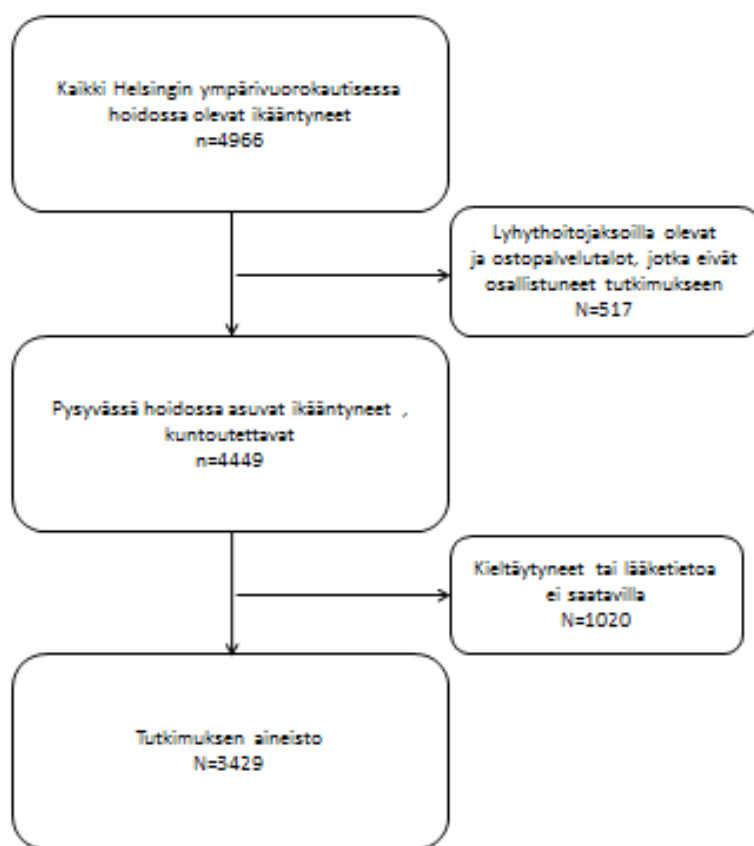 Kaikki Helsingin ympärivuorokautisessa
hoidossa olevat ikääntyneet
n=4966
Lyhythoitojaksoilla olevat
ja ostopalvelutalot, jotka eivät
osallistuneet tutkimukseen
N=517
Pysyvässä hoidossa asuvat ikääntyneet ,
kuntoutettavat
n=4449
Kieltäytyneet tai lääketietoa
ei saatavilla
N=1020
Tutkimuksen aineisto
N=3429